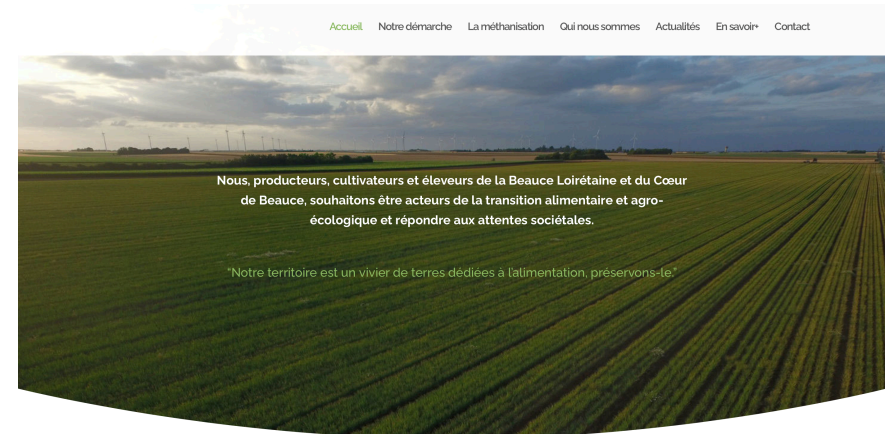 Accueil Notre démarche La méthanisation Qui nous sommes Actualités En savoir+ Contact
Nous, producteurs, cultivateurs et éleveurs de la Beauce Loirétaine et du Cœur
de Beauce, souhaitons être acteurs de la transition alimentaire et agro-
écologique et répondre aux attentes sociétales.
"Notre territoire est un vivier de terres dédiées à l'alimentation, préservons-le."